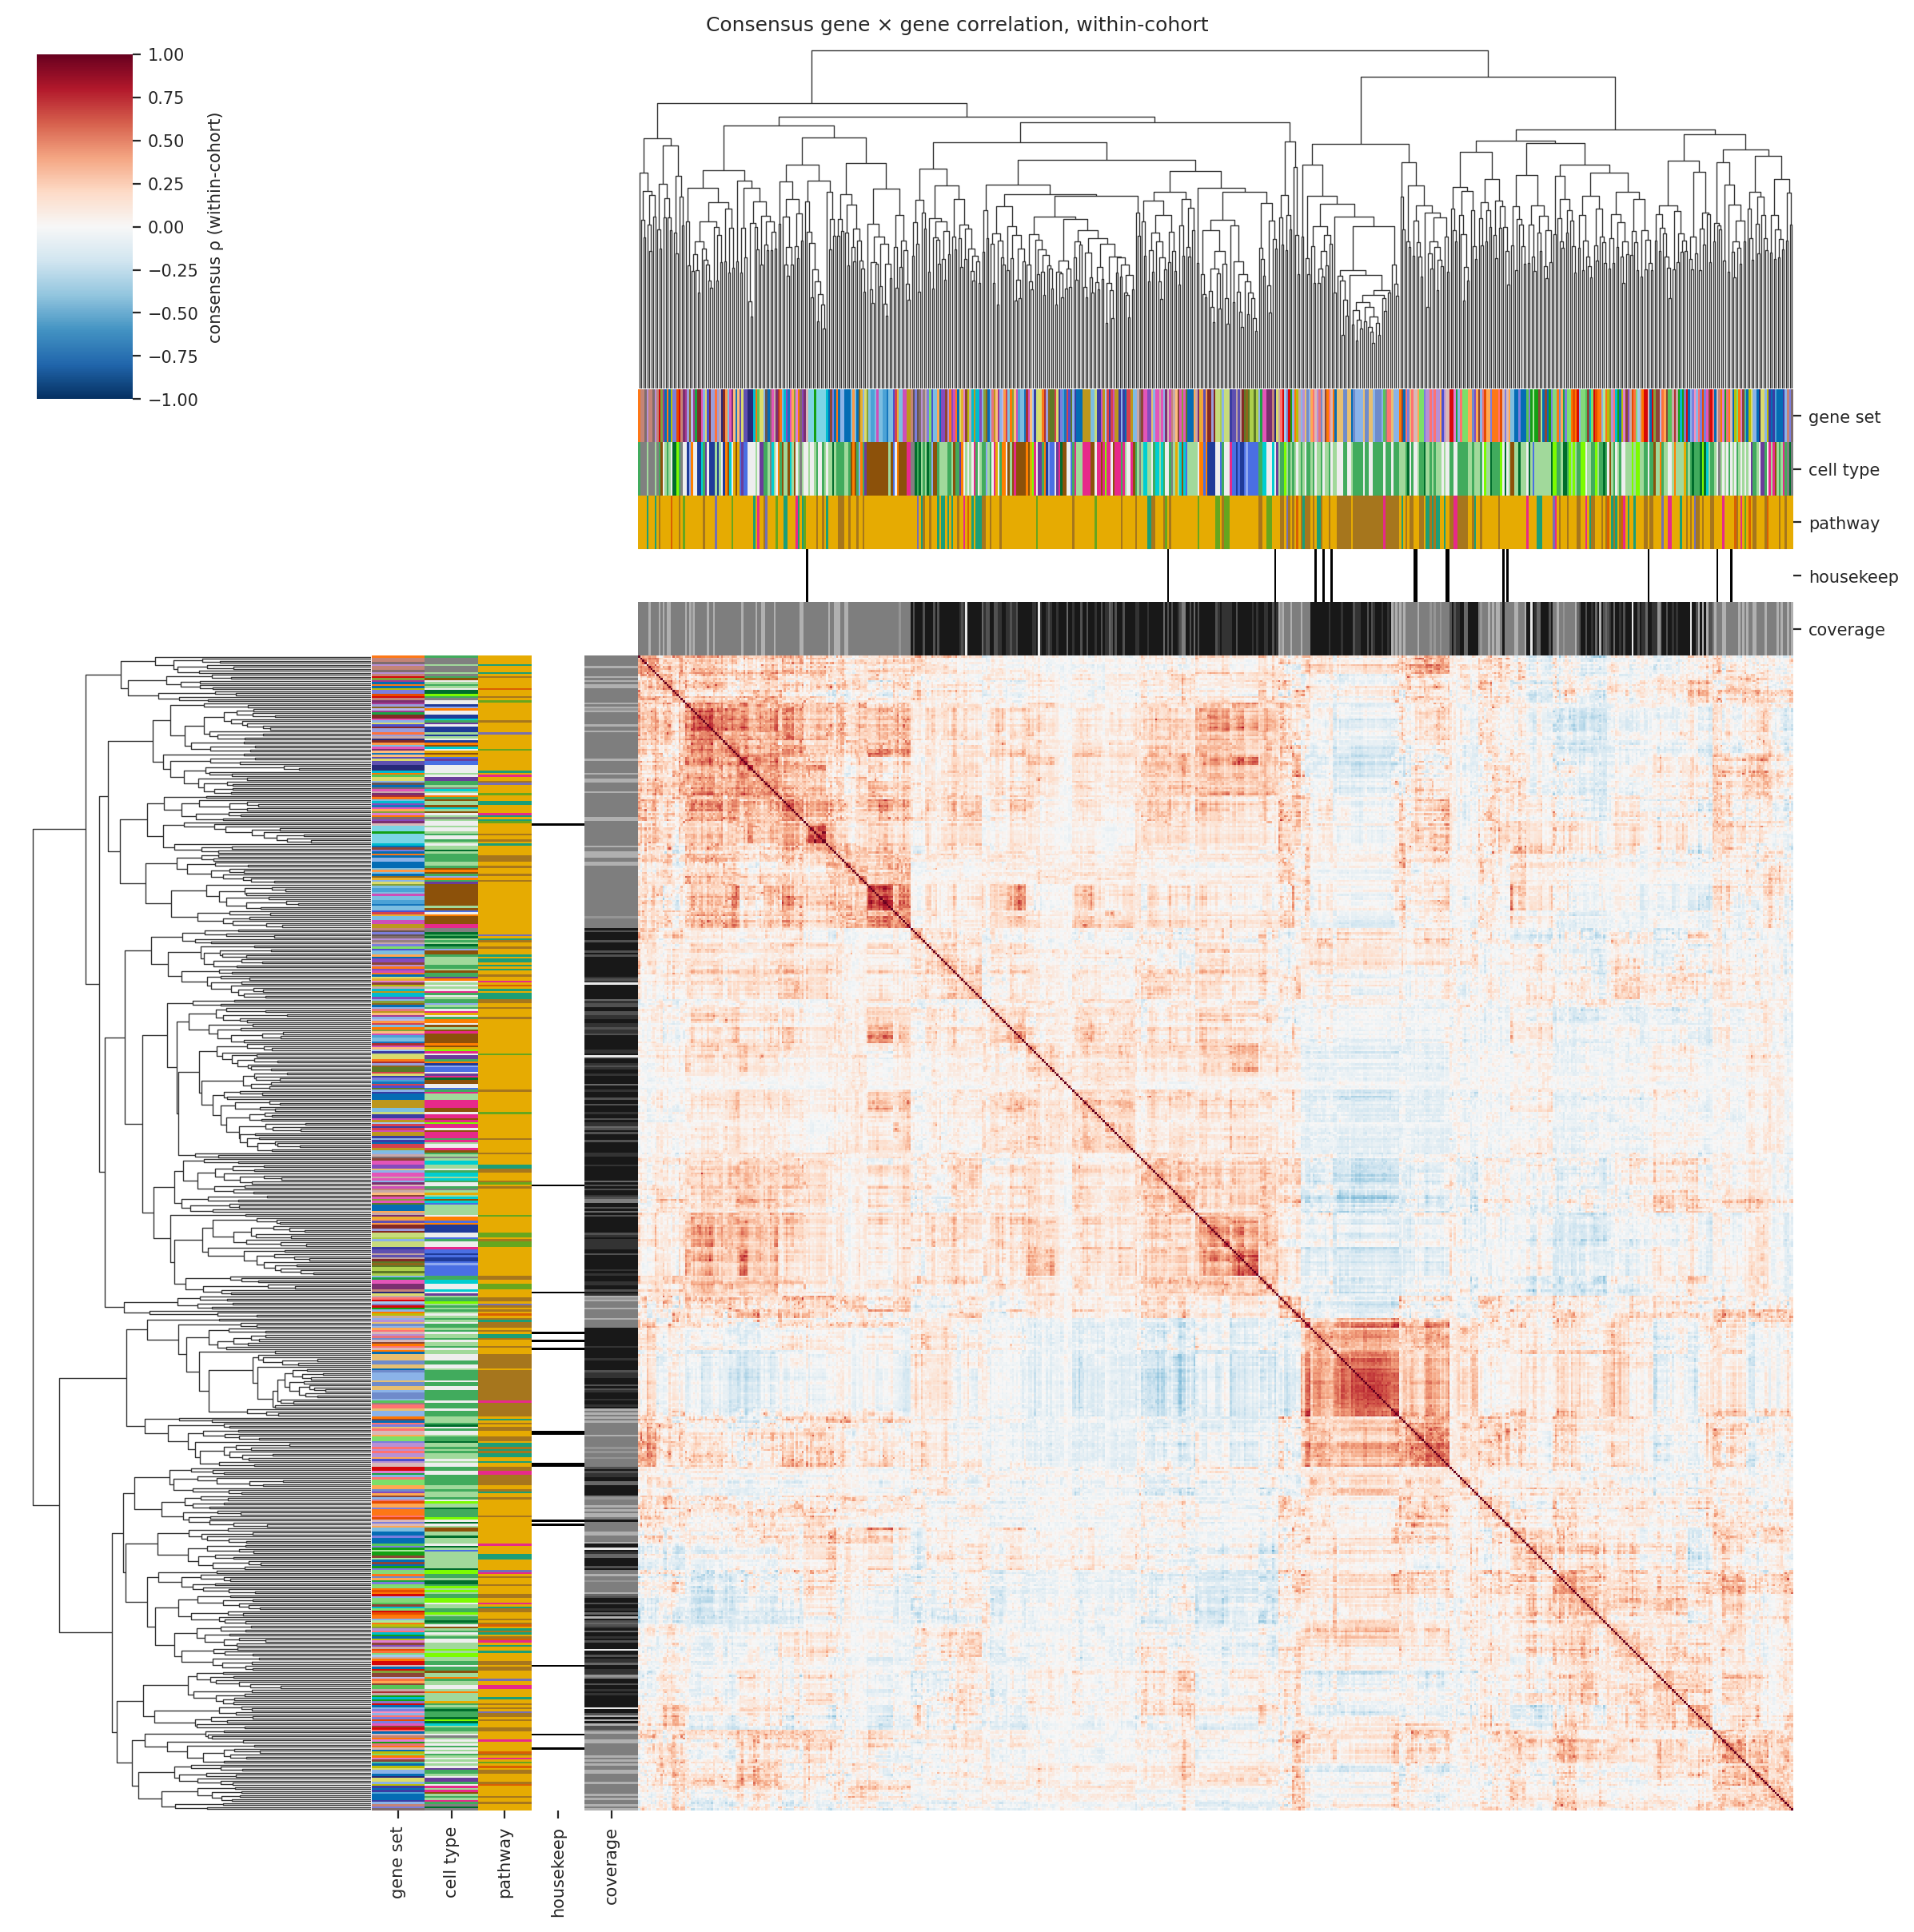 Consensus gene × gene correlation, within-cohort
1.00
0.75
0.50
0.25
0.00
−0.25
−0.50
−0.75
−1.00
consensus ρ (within-cohort)
gene set
cell type
pathway
housekeep
coverage
gene set
cell type
pathway
housekeep
coverage